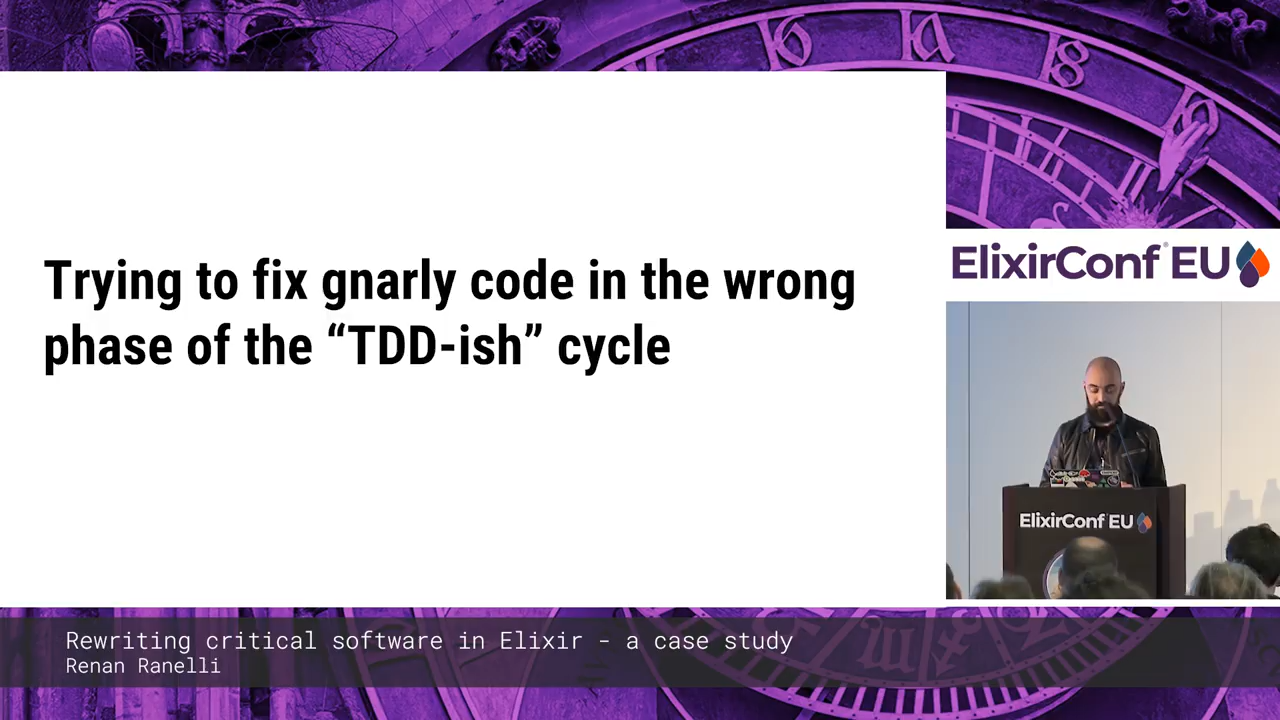 Trying to fix gnarly code in the wrong
phase of the “TDD-ish” cycle
ElixirConf® EU
ElixirConf EU
Rewriting critical software in Elixir - a case study
Renan Ranelli